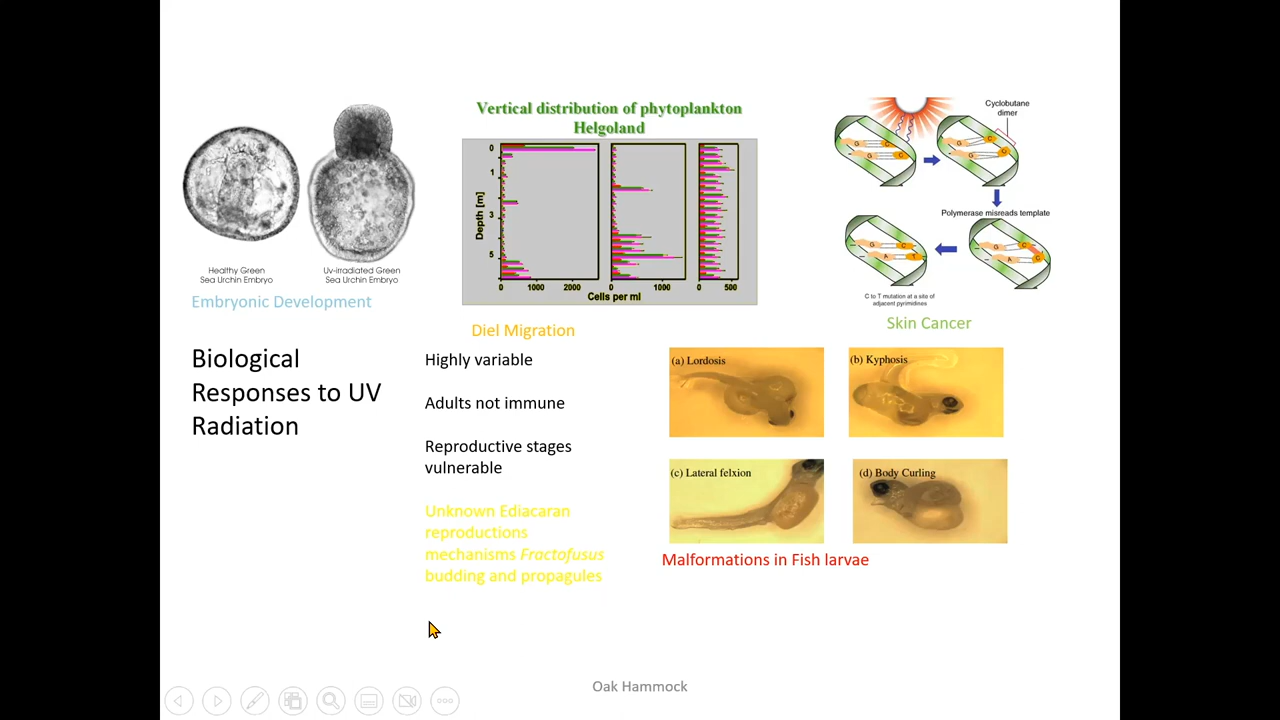 Vertical distribution of phytoplankton
Helgoland
0
1
3
5
Depth [m]
0
1000
2000
0
1000
0
500
Cells per ml
Healthy Green
Sea Urchin Embryo
Uv-irradiated Green
Sea Urchin Embryo
Embryonic Development
Diel Migration
Cyclobutane
dimer
G
C
G
C
G
C
G
C
Polymerase misreads template
G
C
A
T
G
C
A
C
C to T mutation at a site of
adjacent pyrimidines
Skin Cancer
Biological
Responses to UV
Radiation
Highly variable
Adults not immune
Reproductive stages
vulnerable
Unknown Ediacaran
reproductions
mechanisms Fractofusus
budding and propagules
(a) Lordosis
(b) Kyphosis
(c) Lateral felxion
(d) Body Curling
Malformations in Fish larvae
Oak Hammock